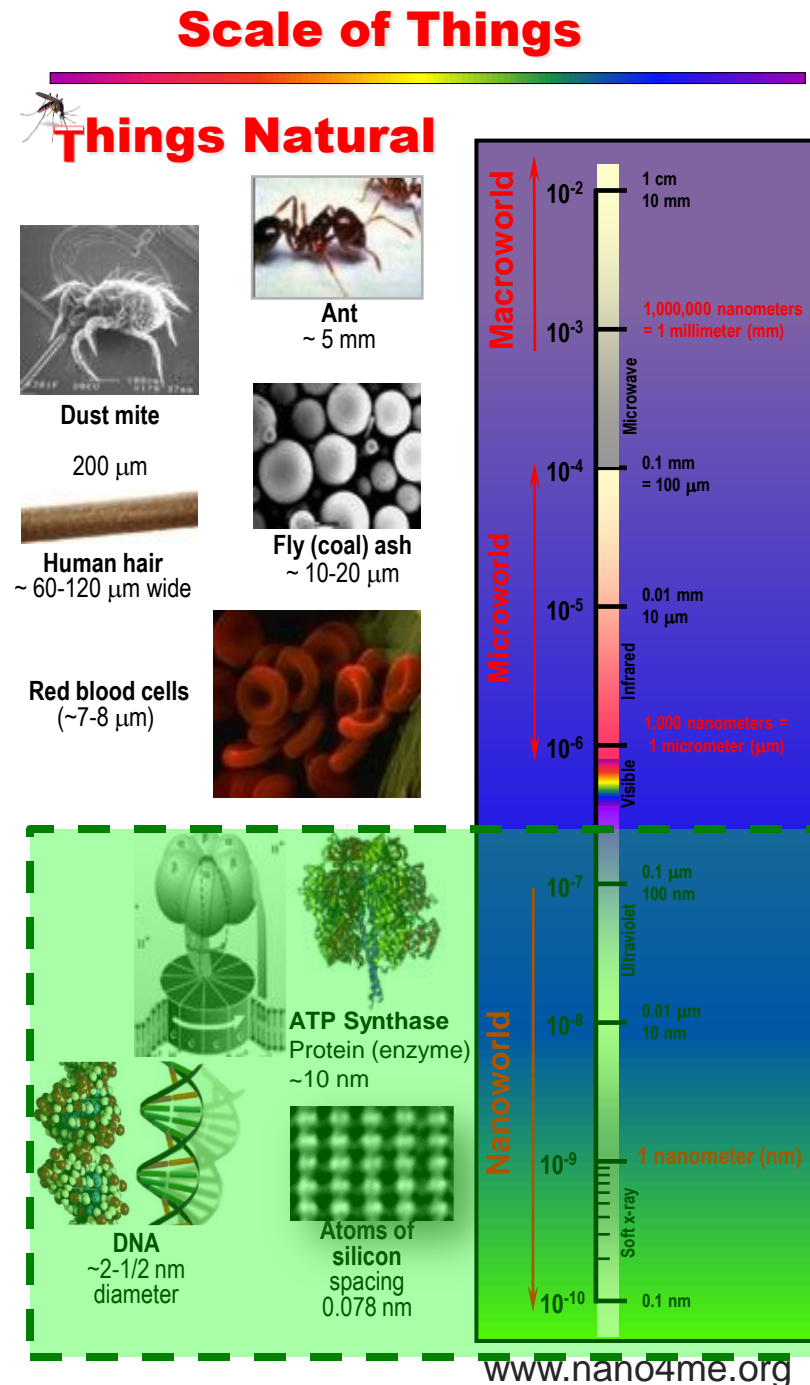 Scale of Things
Things Natural
Ant
~ 5 mm
Dust mite
200 μm
Human hair
~ 60-120 μm wide
Fly (coal) ash
~ 10-20 μm
Red blood cells
(~7-8 μm)
ATP Synthase
Protein (enzyme)
~10 nm
DNA
~2-1/2 nm
diameter
Atoms of
silicon
spacing
0.078 nm
Macroworld
Microworld
Nanoworld
10-2
1 cm
10 mm
10-3
1,000,000 nanometers
= 1 millimeter (mm)
Microwave
10-4
0.1 mm
= 100 μm
10-5
0.01 mm
10 μm
Infrared
10-6
1,000 nanometers =
1 micrometer (μm)
Visible
10-7
0.1 μm
100 nm
Ultraviolet
10-8
0.01 μm
10 nm
10-9
1 nanometer (nm)
Soft x-ray
10-10
0.1 nm
www.nano4me.org